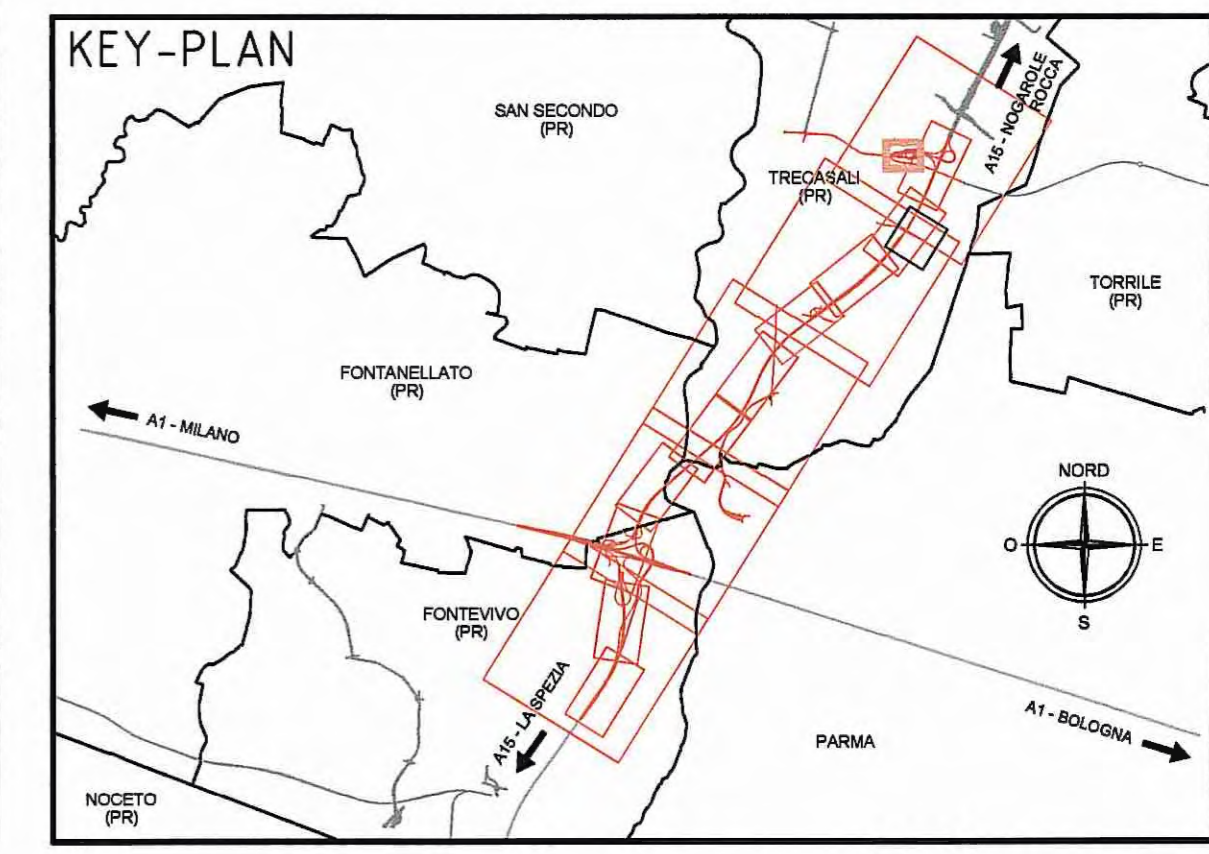 KEY-PLAN
SAN SECONDO
(PR)
A15 - NOGAROLE
ROCCA
TRECASALI
(PR)
TORRILE
(PR)
FONTANELLATO
(PR)
A1 - MILANO
NORD
O
E
S
FONTEVIVO
(PR)
A15 - LA SPEZIA
A1 - BOLOGNA
PARMA
NOCETO
(PR)